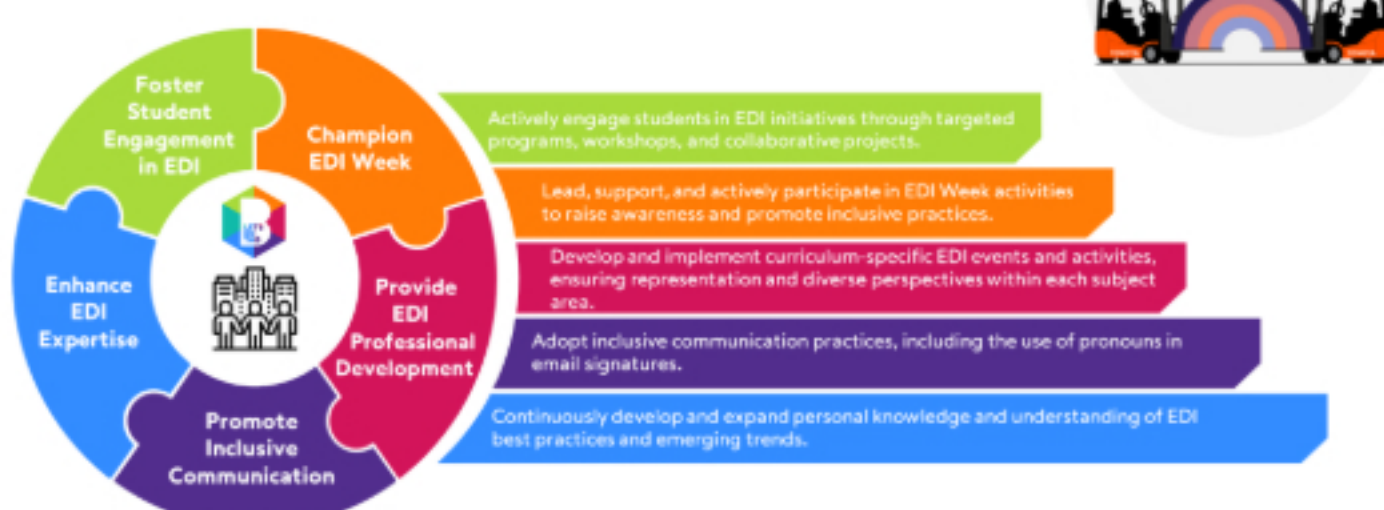 Foster
Student
Engagement
in EDI
Champion
EDI Week
Enhance
EDI
Expertise
Provide
EDI
Professional
Development
Promote
Inclusive
Communication
Actively engage students in EDI initiatives through targeted
programs, workshops, and collaborative projects.
Lead, support, and actively participate in EDI Week activities
to raise awareness and promote inclusive practices.
Develop and implement curriculum-specific EDI events and activities,
ensuring representation and diverse perspectives within each subject
area.
Adopt inclusive communication practices, including the use of pronouns in
email signatures.
Continuously develop and expand personal knowledge and understanding of EDI
best practices and emerging trends.